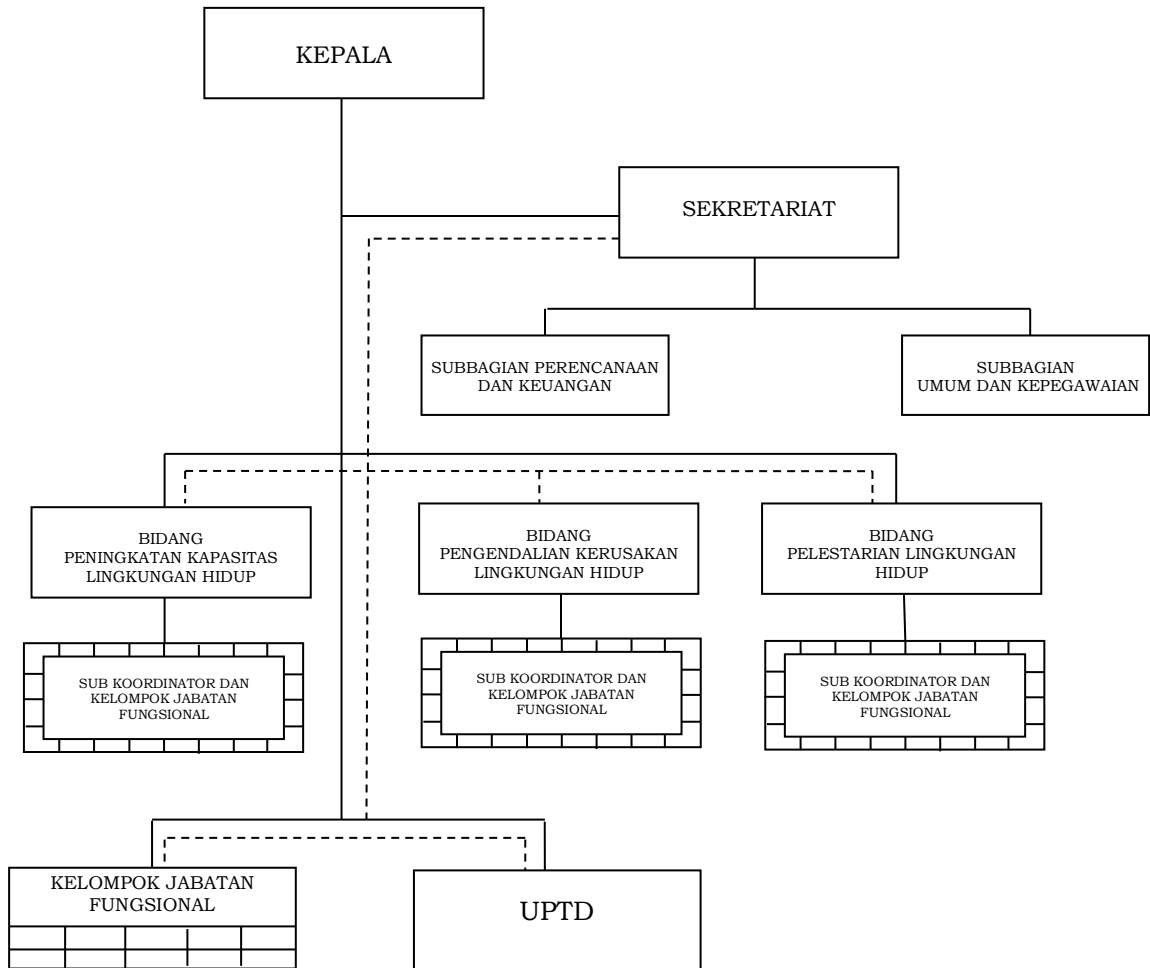 KEPALA
SEKRETARIAT
SUBBAGIAN PERENCANAAN
DAN KEUANGAN
SUBBAGIAN
UMUM DAN KEPEGAWAIAN
BIDANG
PENINGKATAN KAPASITAS
LINGKUNGAN HIDUP
BIDANG
PENGENDALIAN KERUSAKAN
LINGKUNGAN HIDUP
BIDANG
PELESTARIAN LINGKUNGAN
HIDUP
SUB KOORDINATOR DAN
KELOMPOK JABATAN
FUNGSIONAL
SUB KOORDINATOR DAN
KELOMPOK JABATAN
FUNGSIONAL
SUB KOORDINATOR DAN
KELOMPOK JABATAN
FUNGSIONAL
KELOMPOK JABATAN
FUNGSIONAL
UPTD